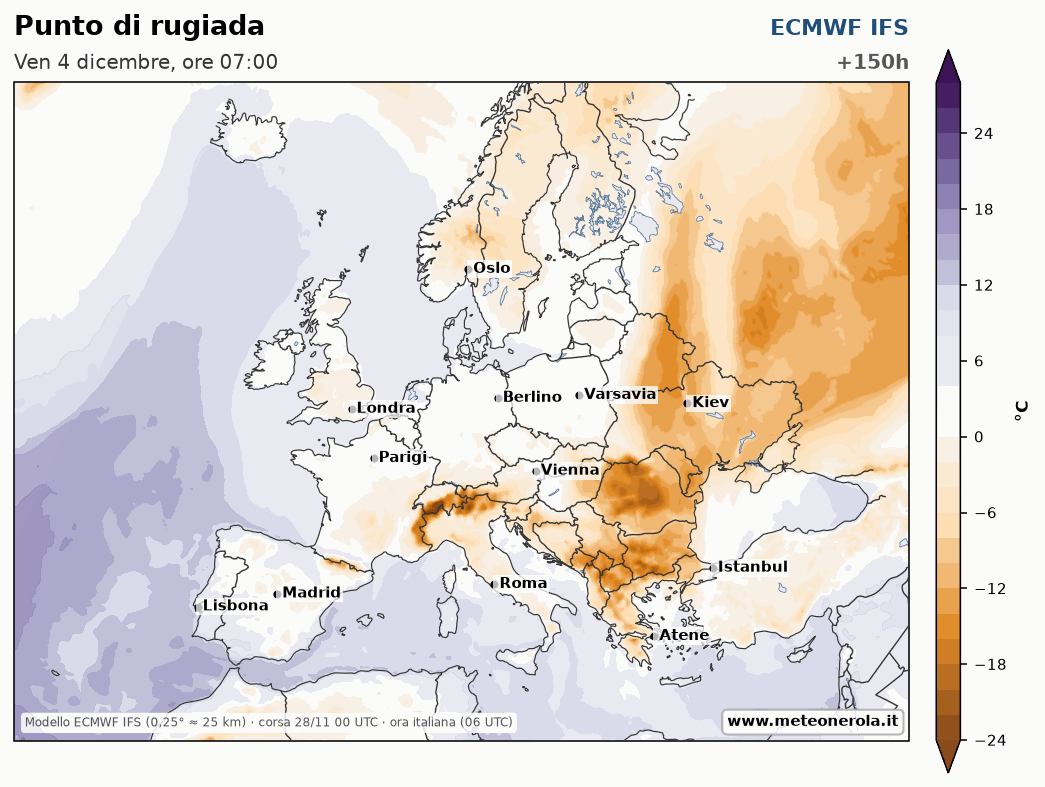 Punto di rugiada
ECMWF IFS
Ven 4 dicembre, ore 07:00
+150h
Oslo
Berlino
Varsavia
Londra
Kiev
Parigi
Vienna
Istanbul
Roma
Madrid
Lisbona
Atene
24
18
12
6
0
−6
−12
−18
−24
°C
Modello ECMWF IFS (0,25° ≈ 25 km) · corsa 28/11 00 UTC · ora italiana (06 UTC)
www.meteonerola.it